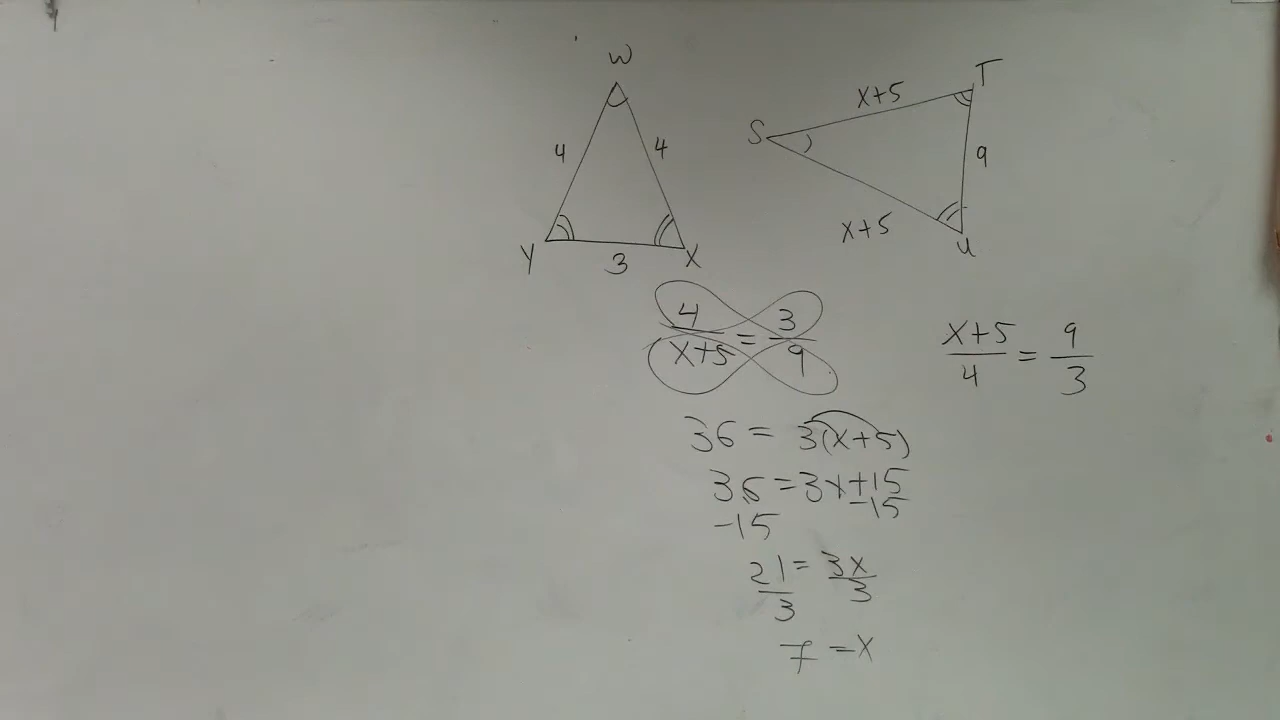 W
4
4
Y
3
X
S
x+5
T
9
x+5
u
4/x+5 = 3/9
x+5/4 = 9/3
36 = 3(x+5)
36 = 3x+15
-15 -15
21/3 = 3x/3
7 = x